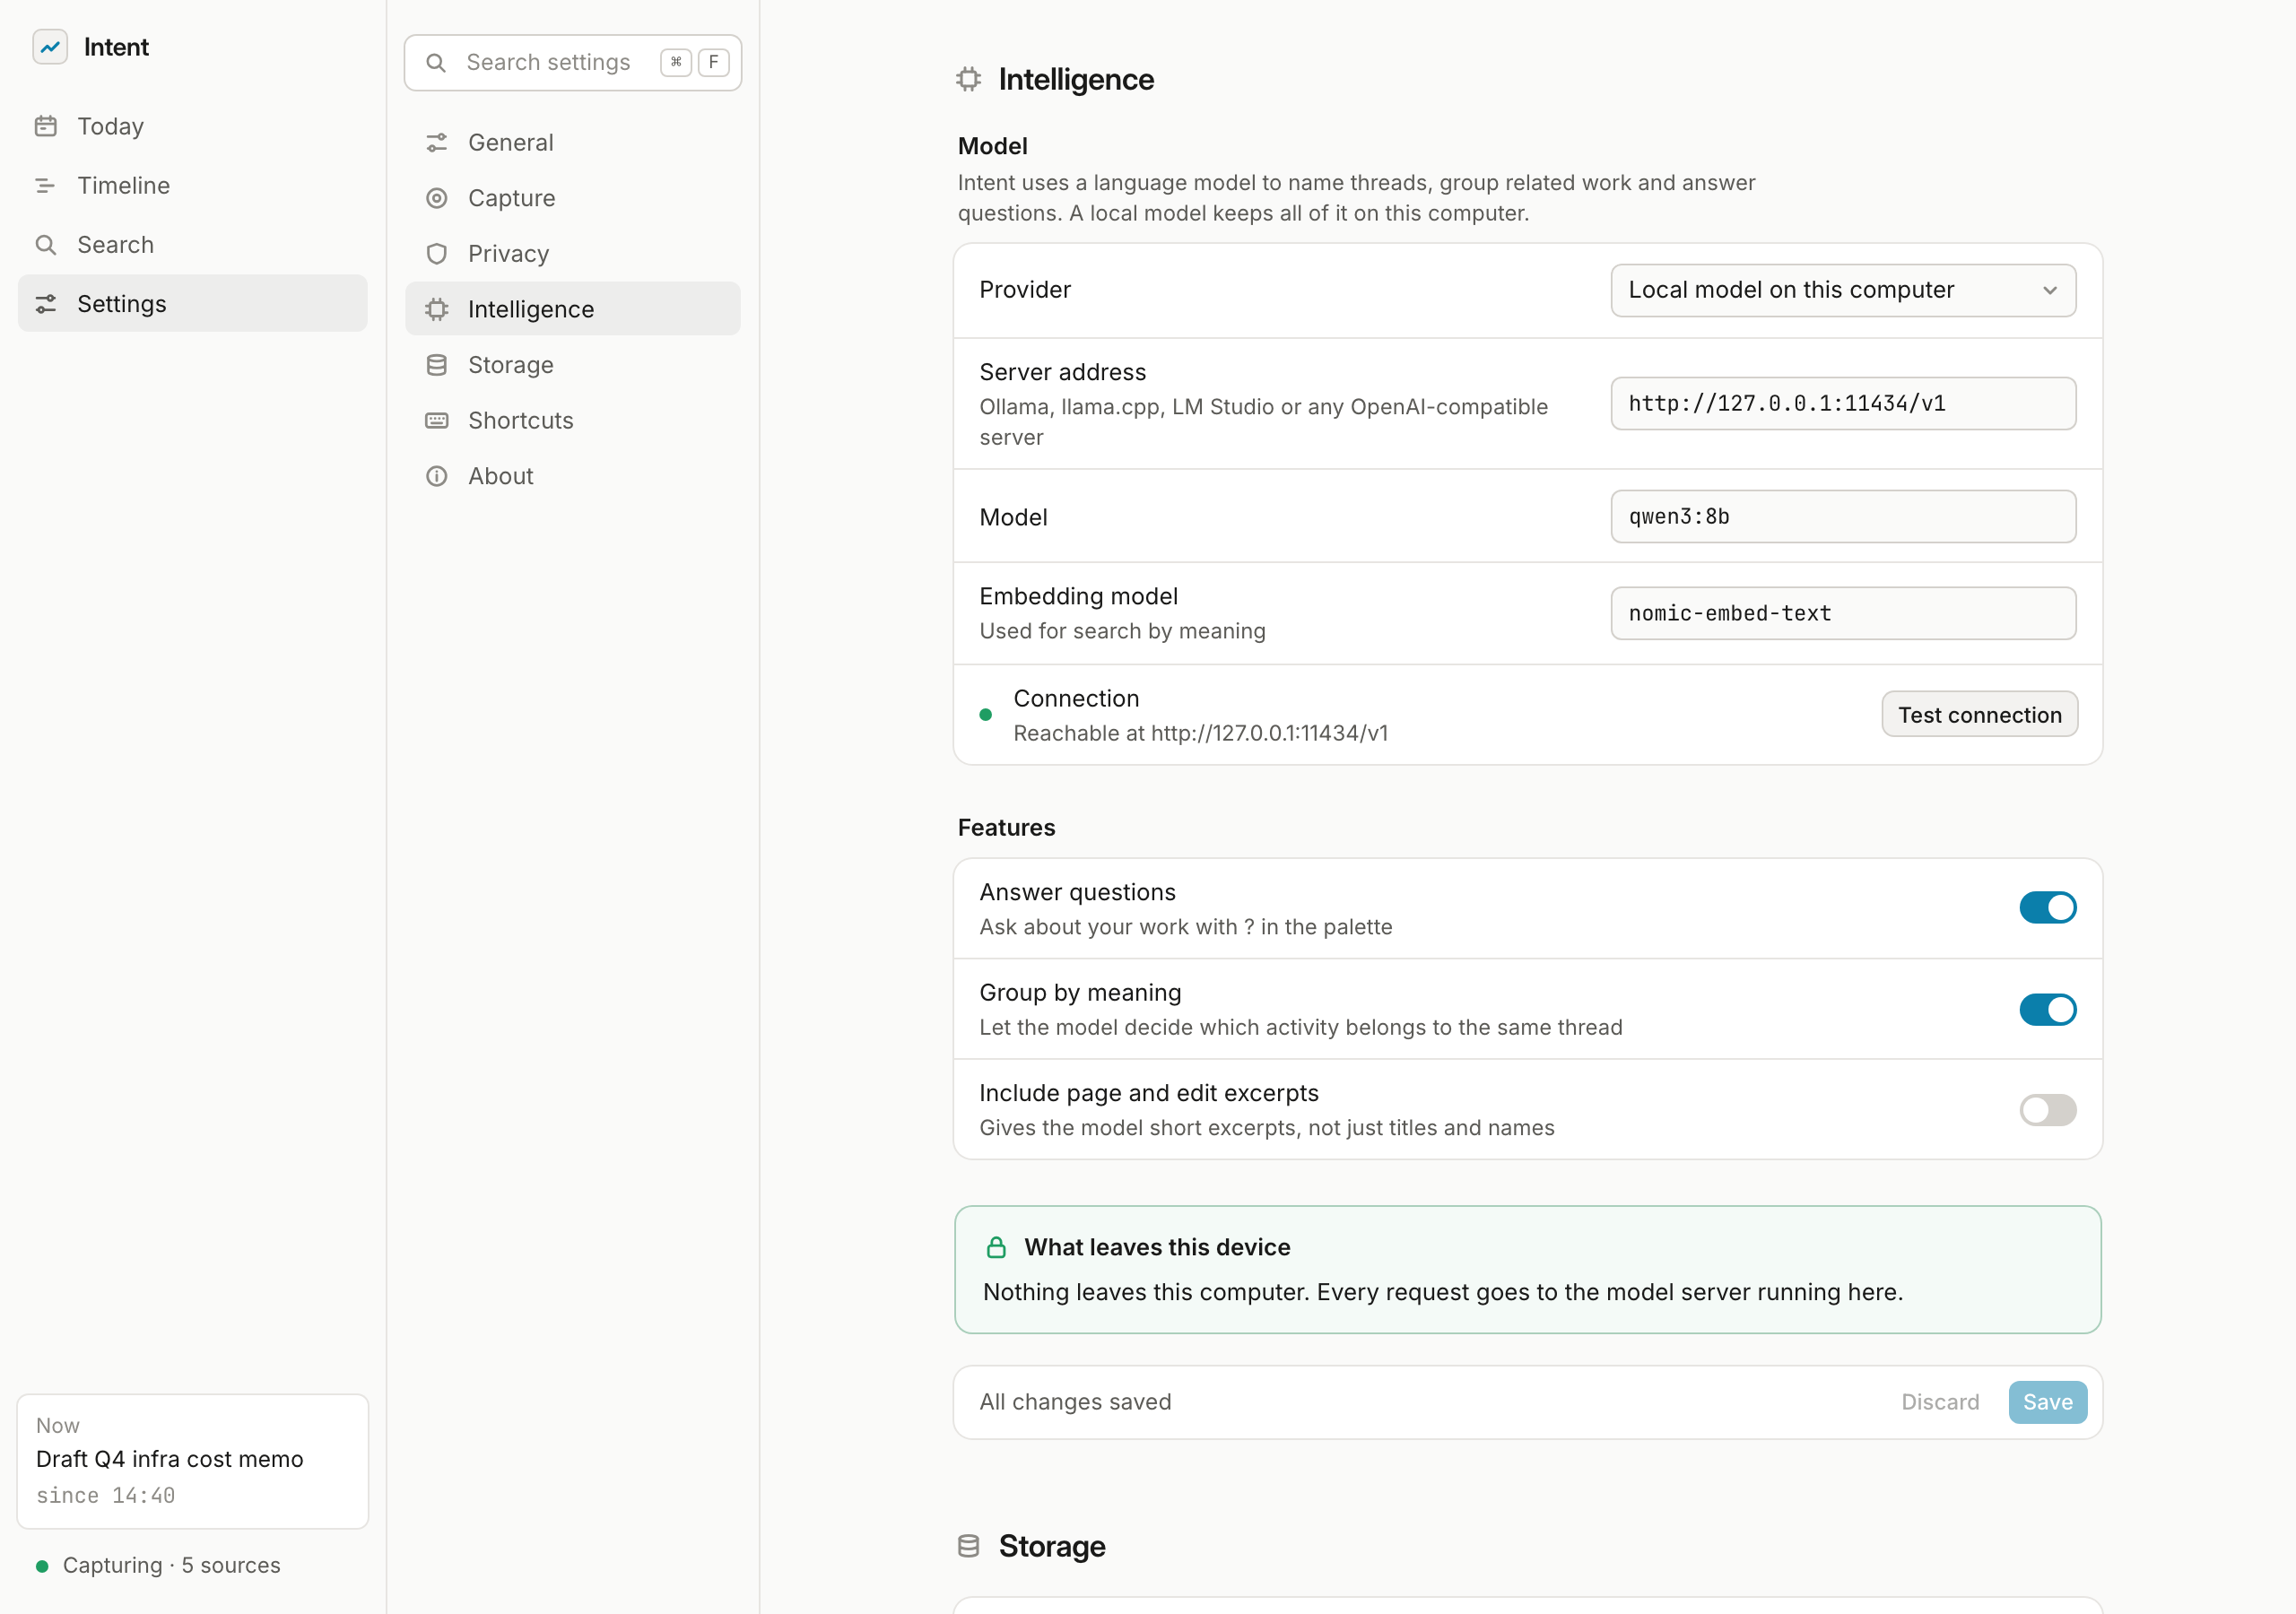 Intent
Today
Timeline
Search
Settings
Now
Draft Q4 infra cost memo
since 14:40
Capturing · 5 sources
Search settings ⌘ F
General
Capture
Privacy
Intelligence
Storage
Shortcuts
About
Intelligence
Model
Intent uses a language model to name threads, group related work and answer
questions. A local model keeps all of it on this computer.
Provider
Local model on this computer
Server address
Ollama, llama.cpp, LM Studio or any OpenAI-compatible
server
http://127.0.0.1:11434/v1
Model
qwen3:8b
Embedding model
Used for search by meaning
nomic-embed-text
Connection
Reachable at http://127.0.0.1:11434/v1
Test connection
Features
Answer questions
Ask about your work with ? in the palette
Group by meaning
Let the model decide which activity belongs to the same thread
Include page and edit excerpts
Gives the model short excerpts, not just titles and names
What leaves this device
Nothing leaves this computer. Every request goes to the model server running here.
All changes saved
Discard
Save
Storage